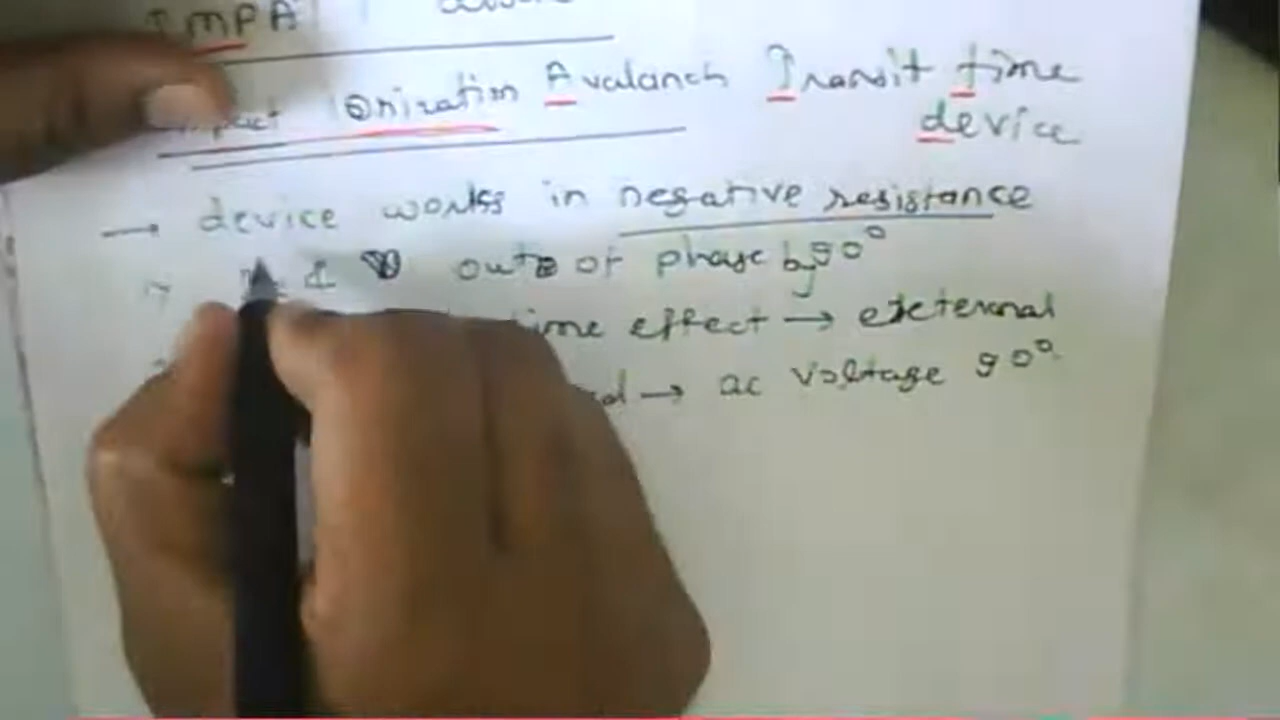 IMPA
Ionization Avalanch Transit time
device
→ device works in negative resistance
I V out of phase by 90°
time effect → external
→ ac voltage 90°